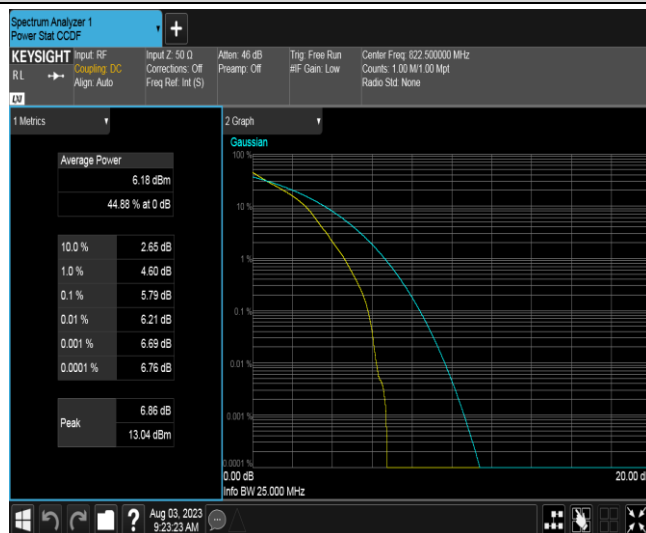 Spectrum Analyzer 1
Power Stat CCDF
KEYSIGHT
RL
LXI
Input: RF
Coupling: DC
Align: Auto
Input Z: 50 Ω
Corrections: Off
Freq Ref: Int (S)
Atten: 46 dB
Preamp: Off
Trig: Free Run
#IF Gain: Low
Center Freq: 822.500000 MHz
Counts: 1.00 M/1.00 Mpt
Radio Std: None
1 Metrics
Average Power
6.18 dBm
44.88 % at 0 dB
10.0 % 2.65 dB
1.0 % 4.60 dB
0.1 % 5.79 dB
0.01 % 6.21 dB
0.001 % 6.69 dB
0.0001 % 6.76 dB
Peak
6.86 dB
13.04 dBm
2 Graph
Gaussian
100 %
10 %
1 %
0.1 %
0.01 %
0.001 %
0.0001 %
0.00 dB
20.00 d
Info BW 25.000 MHz
Aug 03, 2023
9:23:23 AM